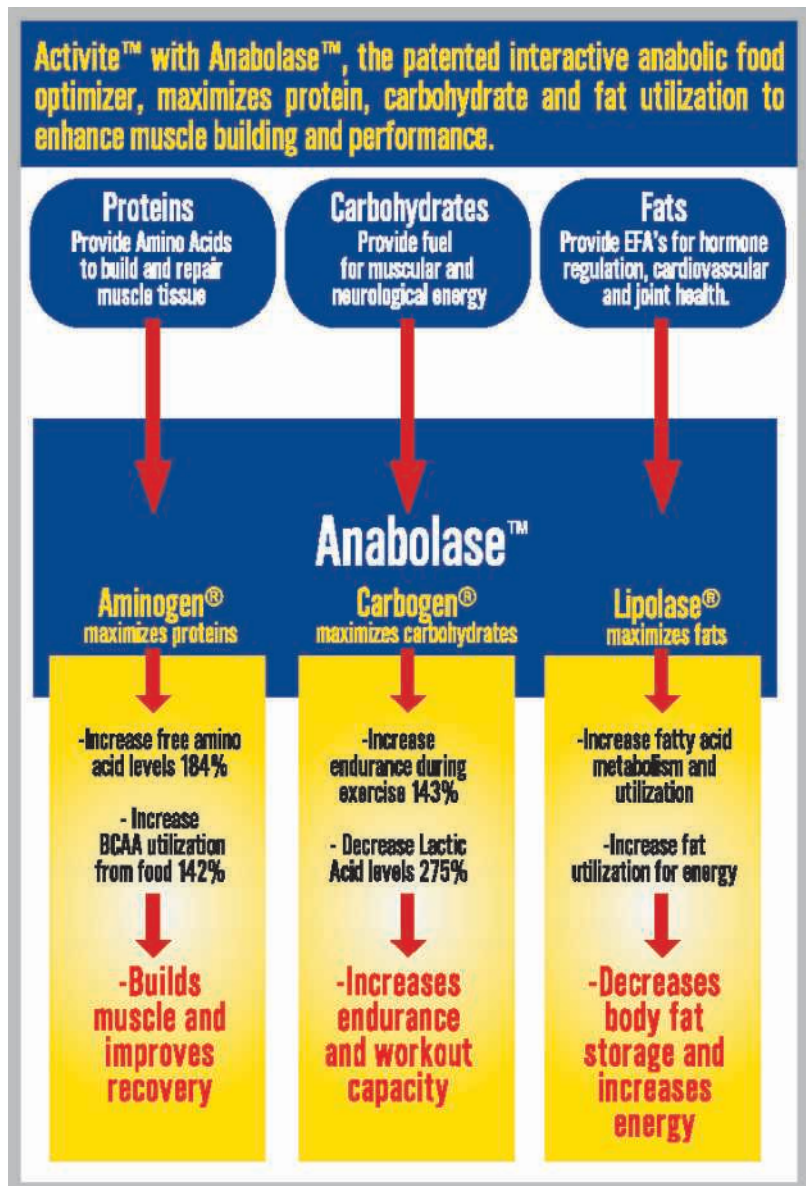 Activite™ with Anabolase™, the patented interactive anabolic food
optimizer, maximizes protein, carbohydrate and fat utilization to
enhance muscle building and performance.
Proteins
Provide Amino Acids
to build and repair
muscle tissue
Carbohydrates
Provide fuel
for muscular and
neurological energy
Fats
Provide EFA's for hormone
regulation, cardiovascular
and joint health.
Anabolase™
Aminogen®
maximizes proteins
Carbogen®
maximizes carbohydrates
Lipolase®
maximizes fats
-Increase free amino
acid levels 184%
- Increase
BCAA utilization
from food 142%
-Builds
muscle and
improves
recovery
-Increase
endurance during
exercise 143%
- Decrease Lactic
Acid levels 275%
-Increases
endurance
and workout
capacity
-Increase fatty acid
metabolism and
utilization
-Increase fat
utilization for energy
-Decreases
body fat
storage and
increases
energy